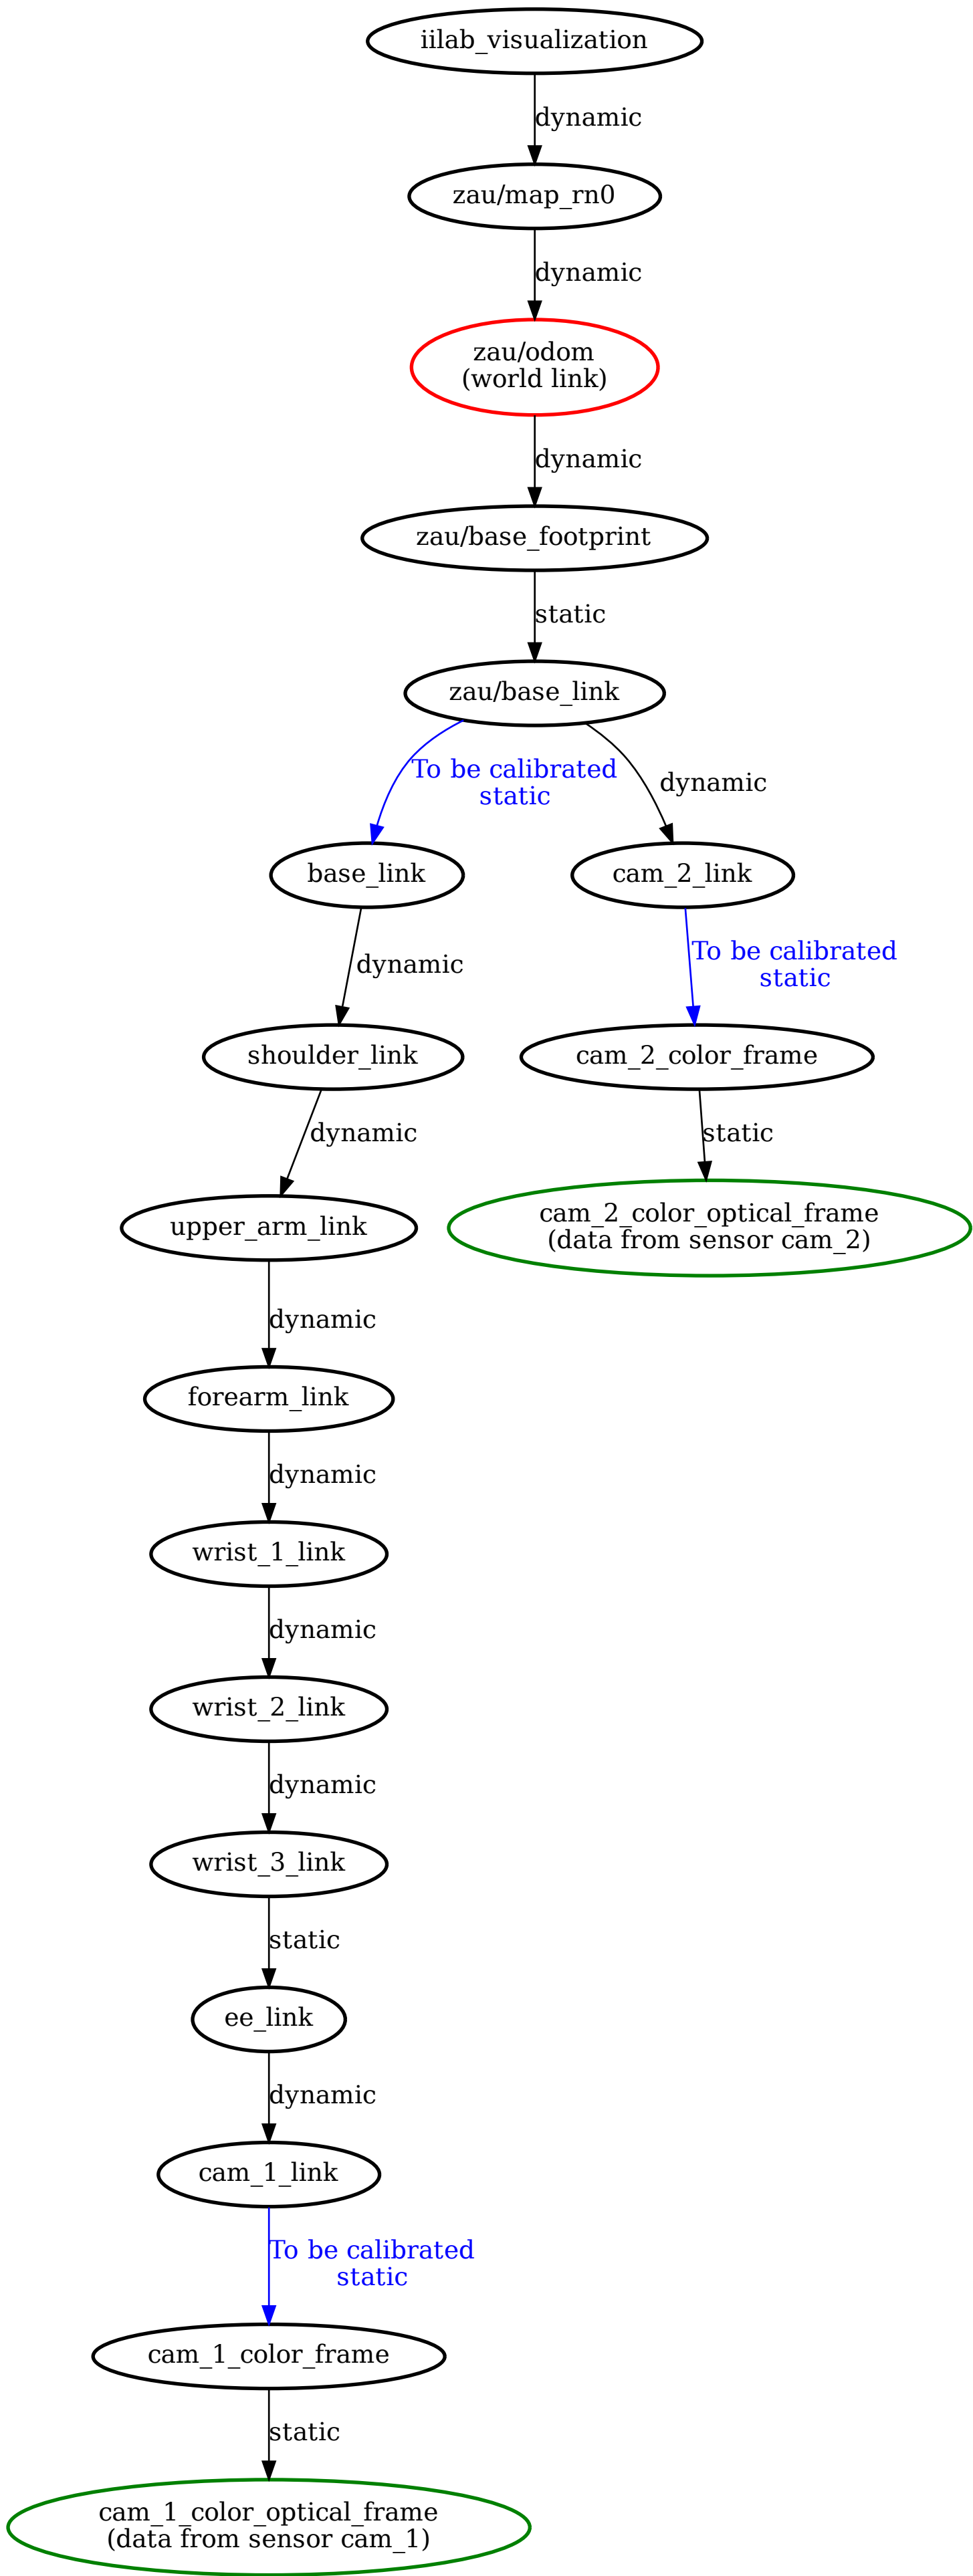 iilab_visualization
dynamic
zau/map_rn0
dynamic
zau/odom
(world link)
dynamic
zau/base_footprint
static
zau/base_link
To be calibrated
static
dynamic
base_link
cam_2_link
dynamic
To be calibrated
static
shoulder_link
cam_2_color_frame
dynamic
static
upper_arm_link
cam_2_color_optical_frame
(data from sensor cam_2)
dynamic
forearm_link
dynamic
wrist_1_link
dynamic
wrist_2_link
dynamic
wrist_3_link
static
ee_link
dynamic
cam_1_link
To be calibrated
static
cam_1_color_frame
static
cam_1_color_optical_frame
(data from sensor cam_1)